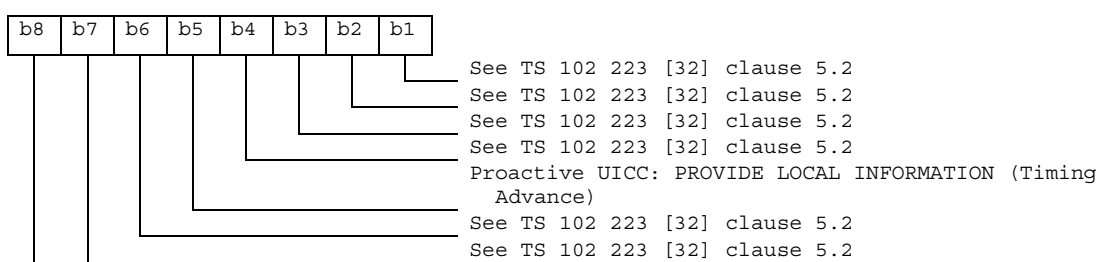 b8 b7 b6 b5 b4 b3 b2 b1
See TS 102 223 [32] clause 5.2
See TS 102 223 [32] clause 5.2
See TS 102 223 [32] clause 5.2
See TS 102 223 [32] clause 5.2
Proactive UICC: PROVIDE LOCAL INFORMATION (Timing
Advance)
See TS 102 223 [32] clause 5.2
See TS 102 223 [32] clause 5.2